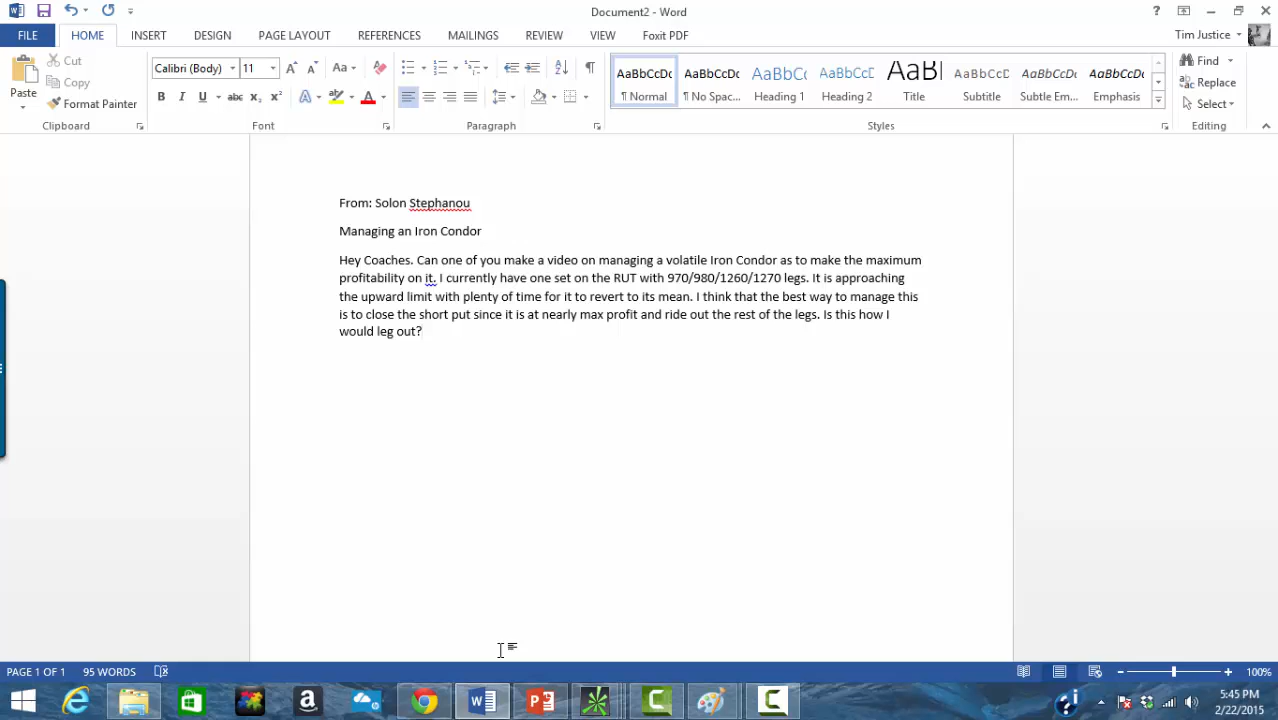 Document2 - Word
FILE HOME INSERT DESIGN PAGE LAYOUT REFERENCES MAILINGS REVIEW VIEW Foxit PDF Tim Justice
Cut
Copy
Paste
Format Painter
Clipboard
Calibri (Body) 11
Font
Paragraph
AaBbCcDc AaBbCcDc AaBbCc AaBbCcC AaBl AaBbCcD AaBbCcDc AaBbCcDc
¶ Normal ¶ No Spac... Heading 1 Heading 2 Title Subtitle Subtle Em... Emphasis
Styles
Find
Replace
Select
Editing
From: Solon Stephanou
Managing an Iron Condor
Hey Coaches. Can one of you make a video on managing a volatile Iron Condor as to make the maximum
profitability on it. I currently have one set on the RUT with 970/980/1260/1270 legs. It is approaching
the upward limit with plenty of time for it to revert to its mean. I think that the best way to manage this
is to close the short put since it is at nearly max profit and ride out the rest of the legs. Is this how I
would leg out?
PAGE 1 OF 1 95 WORDS 100%
5:45 PM
2/22/2015